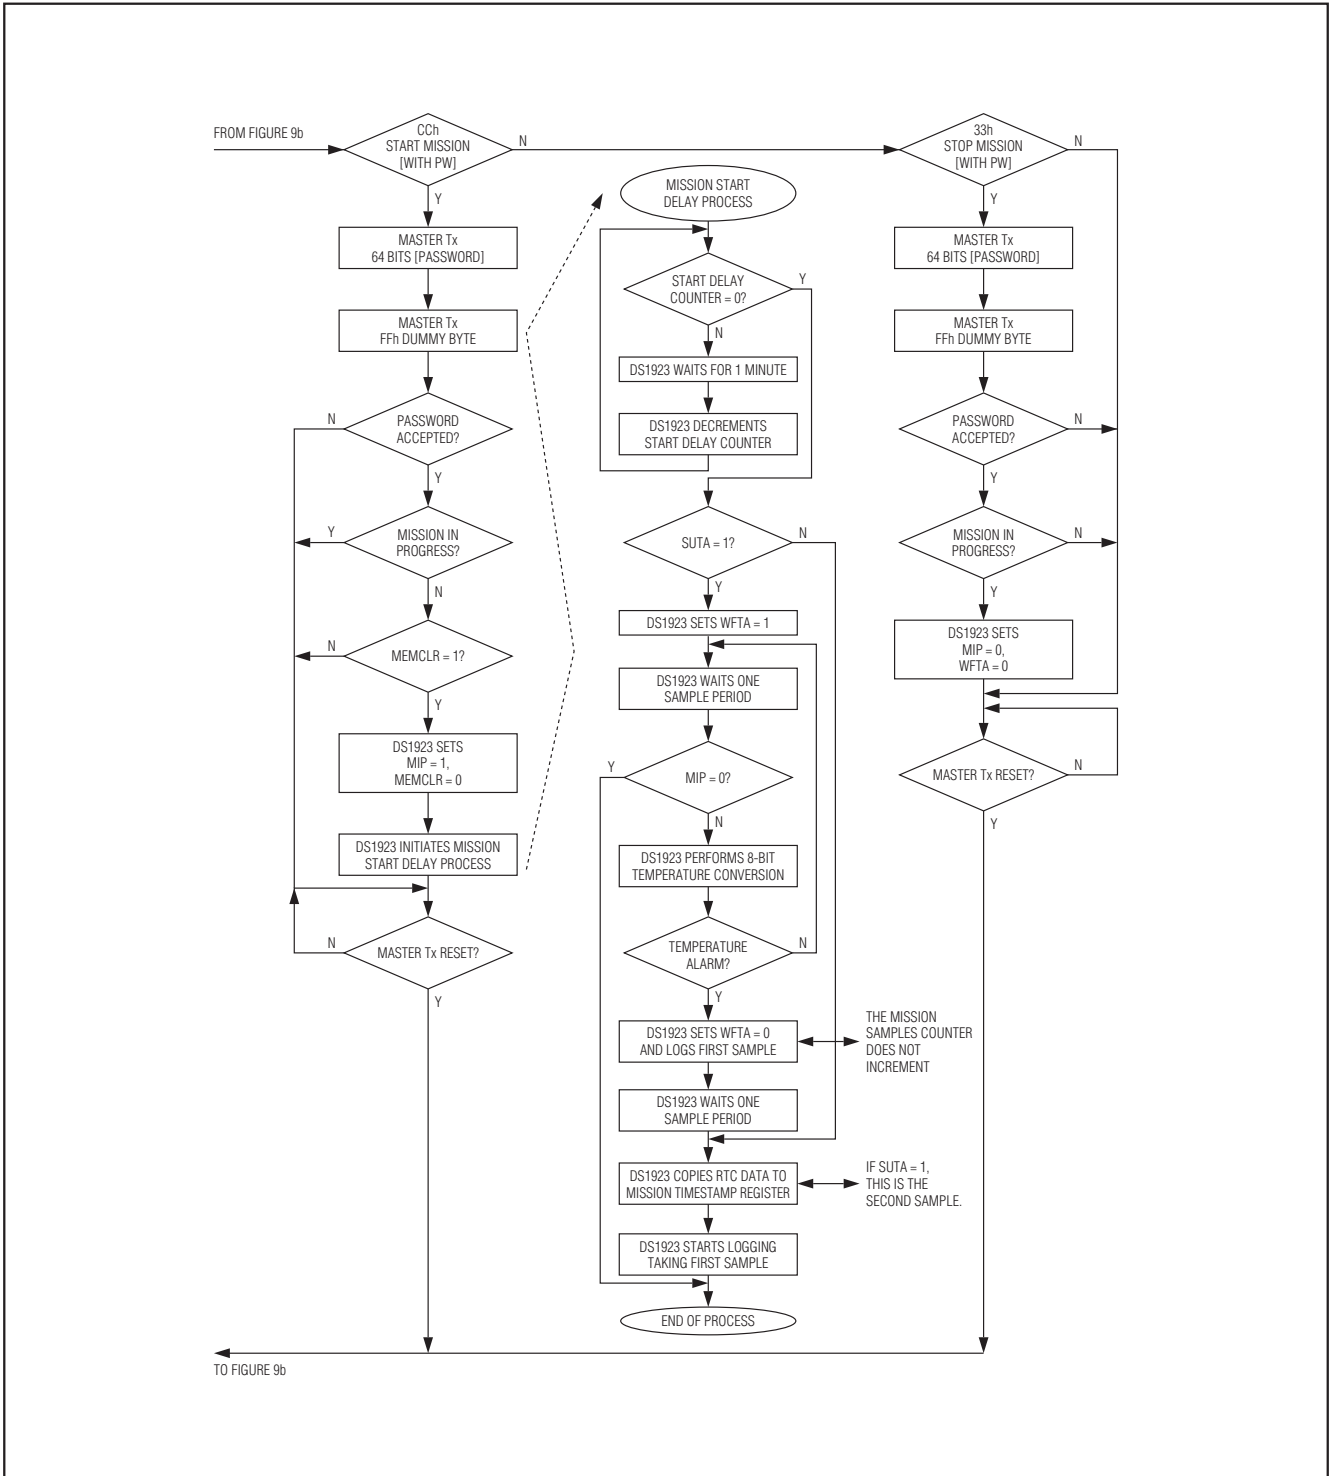 FROM FIGURE 9b
CCh
START MISSION
[WITH PW]
N
Y
MASTER Tx
64 BITS [PASSWORD]
MASTER Tx
FFh DUMMY BYTE
N
PASSWORD
ACCEPTED?
Y
Y
MISSION IN
PROGRESS?
N
N
MEMCLR = 1?
Y
DS1923 SETS
MIP = 1,
MEMCLR = 0
DS1923 INITIATES MISSION
START DELAY PROCESS
N
MASTER Tx RESET?
Y
MISSION START
DELAY PROCESS
START DELAY
COUNTER = 0?
Y
N
DS1923 WAITS FOR 1 MINUTE
DS1923 DECREMENTS
START DELAY COUNTER
SUTA = 1?
N
Y
DS1923 SETS WFTA = 1
DS1923 WAITS ONE
SAMPLE PERIOD
Y
MIP = 0?
N
DS1923 PERFORMS 8-BIT
TEMPERATURE CONVERSION
TEMPERATURE
ALARM?
N
Y
DS1923 SETS WFTA = 0
AND LOGS FIRST SAMPLE
THE MISSION
SAMPLES COUNTER
DOES NOT
INCREMENT
DS1923 WAITS ONE
SAMPLE PERIOD
DS1923 COPIES RTC DATA TO
MISSION TIMESTAMP REGISTER
IF SUTA = 1,
THIS IS THE
SECOND SAMPLE.
DS1923 STARTS LOGGING
TAKING FIRST SAMPLE
END OF PROCESS
33h
STOP MISSION
[WITH PW]
N
Y
MASTER Tx
64 BITS [PASSWORD]
MASTER Tx
FFh DUMMY BYTE
PASSWORD
ACCEPTED?
N
Y
MISSION IN
PROGRESS?
N
Y
DS1923 SETS
MIP = 0,
WFTA = 0
MASTER Tx RESET?
N
Y
TO FIGURE 9b